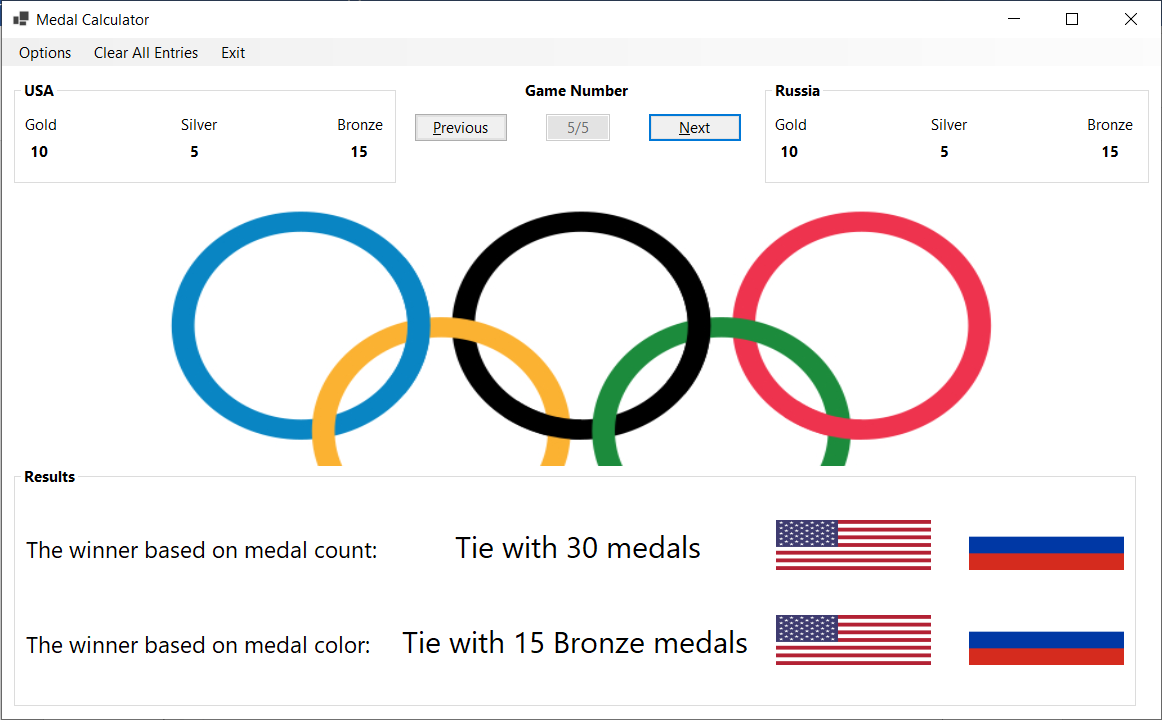 Medal Calculator
Options Clear All Entries Exit
USA
Gold Silver Bronze
10 5 15
Game Number
Previous 5/5 Next
Russia
Gold Silver Bronze
10 5 15
Results
The winner based on medal count: Tie with 30 medals
The winner based on medal color: Tie with 15 Bronze medals